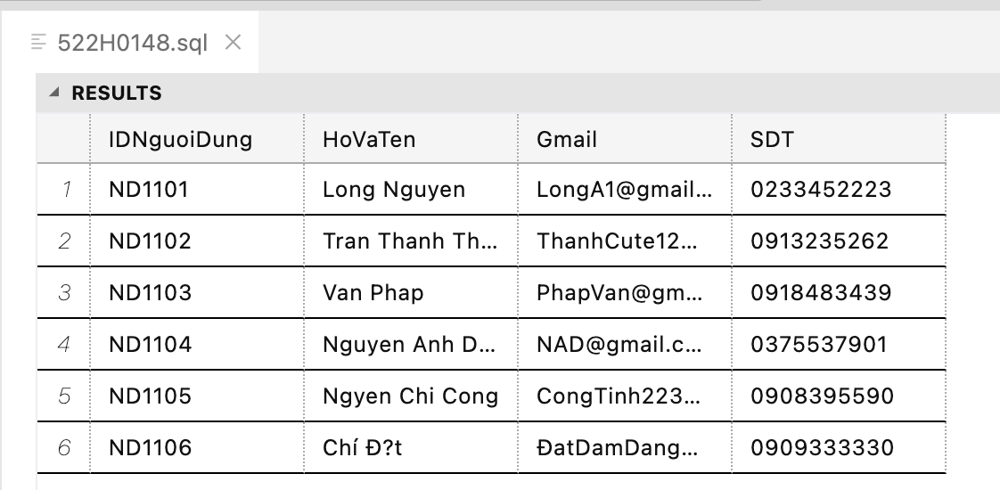 522H0148.sql
RESULTS
IDNguoiDung HoVaTen Gmail SDT
1 ND1101 Long Nguyen LongA1@gmail... 0233452223
2 ND1102 Tran Thanh Th... ThanhCute12... 0913235262
3 ND1103 Van Phap PhapVan@gm... 0918483439
4 ND1104 Nguyen Anh D... NAD@gmail.c... 0375537901
5 ND1105 Ngyen Chi Cong CongTinh223... 0908395590
6 ND1106 Chí Đ?t ĐatDamDang... 0909333330